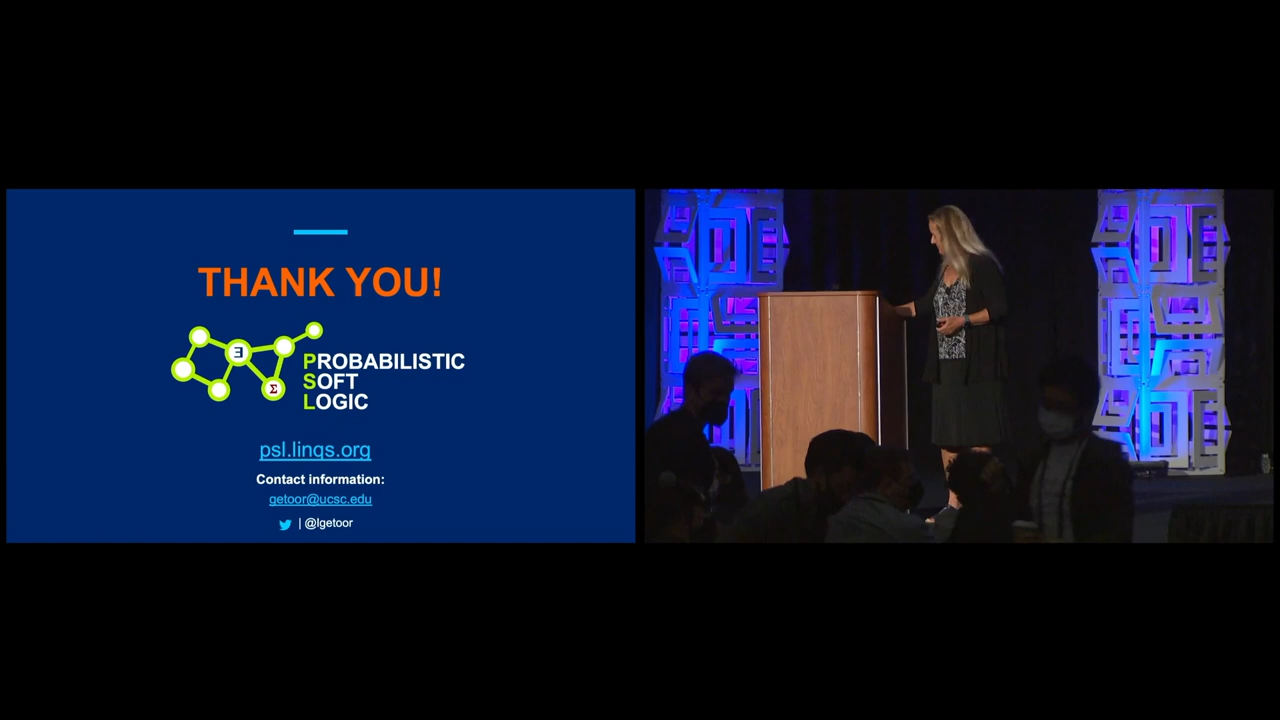 THANK YOU!
Ǝ
Σ
PROBABILISTIC
SOFT
LOGIC
psl.linqs.org
Contact information:
getoor@ucsc.edu
| @lgetoor